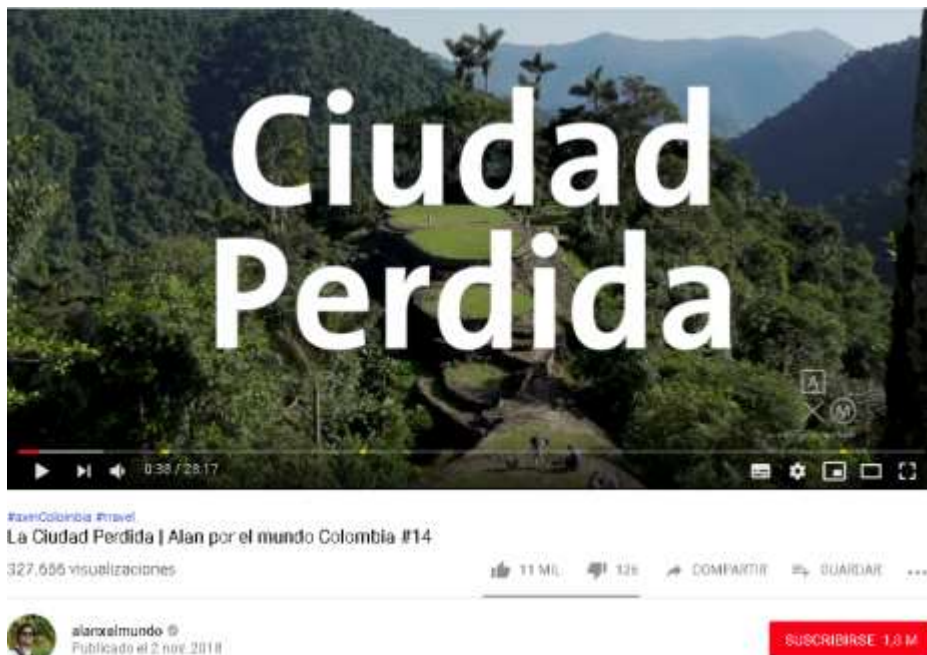 Ciudad
Perdida
A
M
0:38 / 28:17
#axmColombia #travel
La Ciudad Perdida | Alan por el mundo Colombia #14
327.656 visualizaciones
11 MIL
126
COMPARTIR
GUARDAR
alanxelmundo
Publicado el 2 nov. 2018
SUSCRIBIRSE 1,8 M